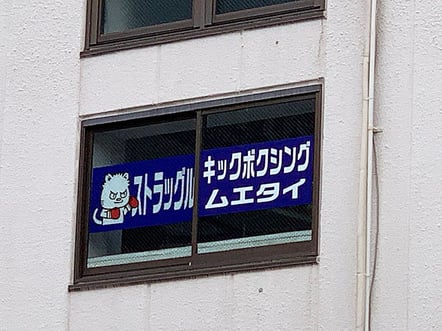 ストラッグル
キックボクシング
ムエタイ